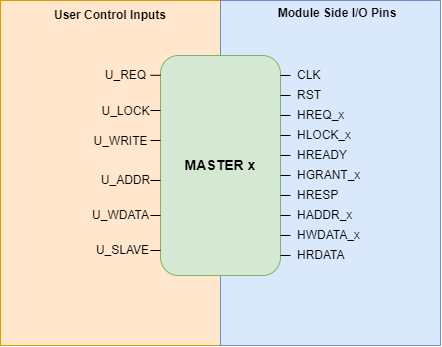 User Control Inputs
Module Side I/O Pins
U_REQ
U_LOCK
U_WRITE
U_ADDR
U_WDATA
U_SLAVE
MASTER x
CLK
RST
HREQ_x
HLOCK_x
HREADY
HGRANT_x
HRESP
HADDR_x
HWDATA_x
HRDATA